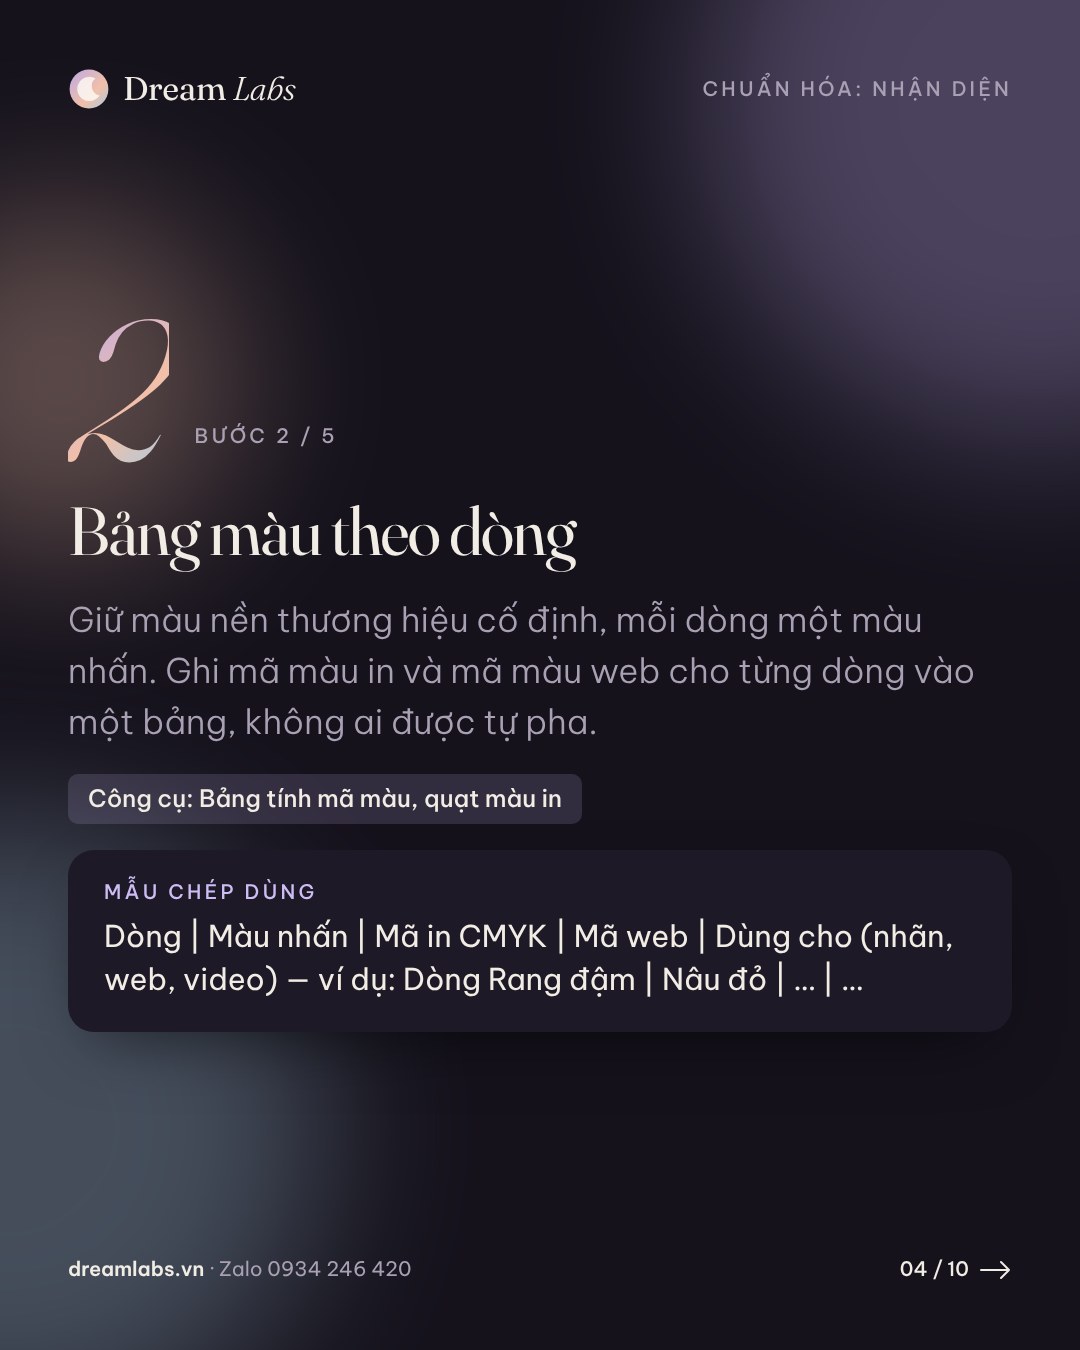 Dream Labs
CHUẨN HÓA: NHẬN DIỆN
2
BƯỚC 2 / 5
Bảng màu theo dòng
Giữ màu nền thương hiệu cố định, mỗi dòng một màu
nhấn. Ghi mã màu in và mã màu web cho từng dòng vào
một bảng, không ai được tự pha.
Công cụ: Bảng tính mã màu, quạt màu in
MẪU CHÉP DÙNG
Dòng | Màu nhấn | Mã in CMYK | Mã web | Dùng cho (nhãn,
web, video) — ví dụ: Dòng Rang đậm | Nâu đỏ | ... | ...
dreamlabs.vn · Zalo 0934 246 420
04 / 10 →